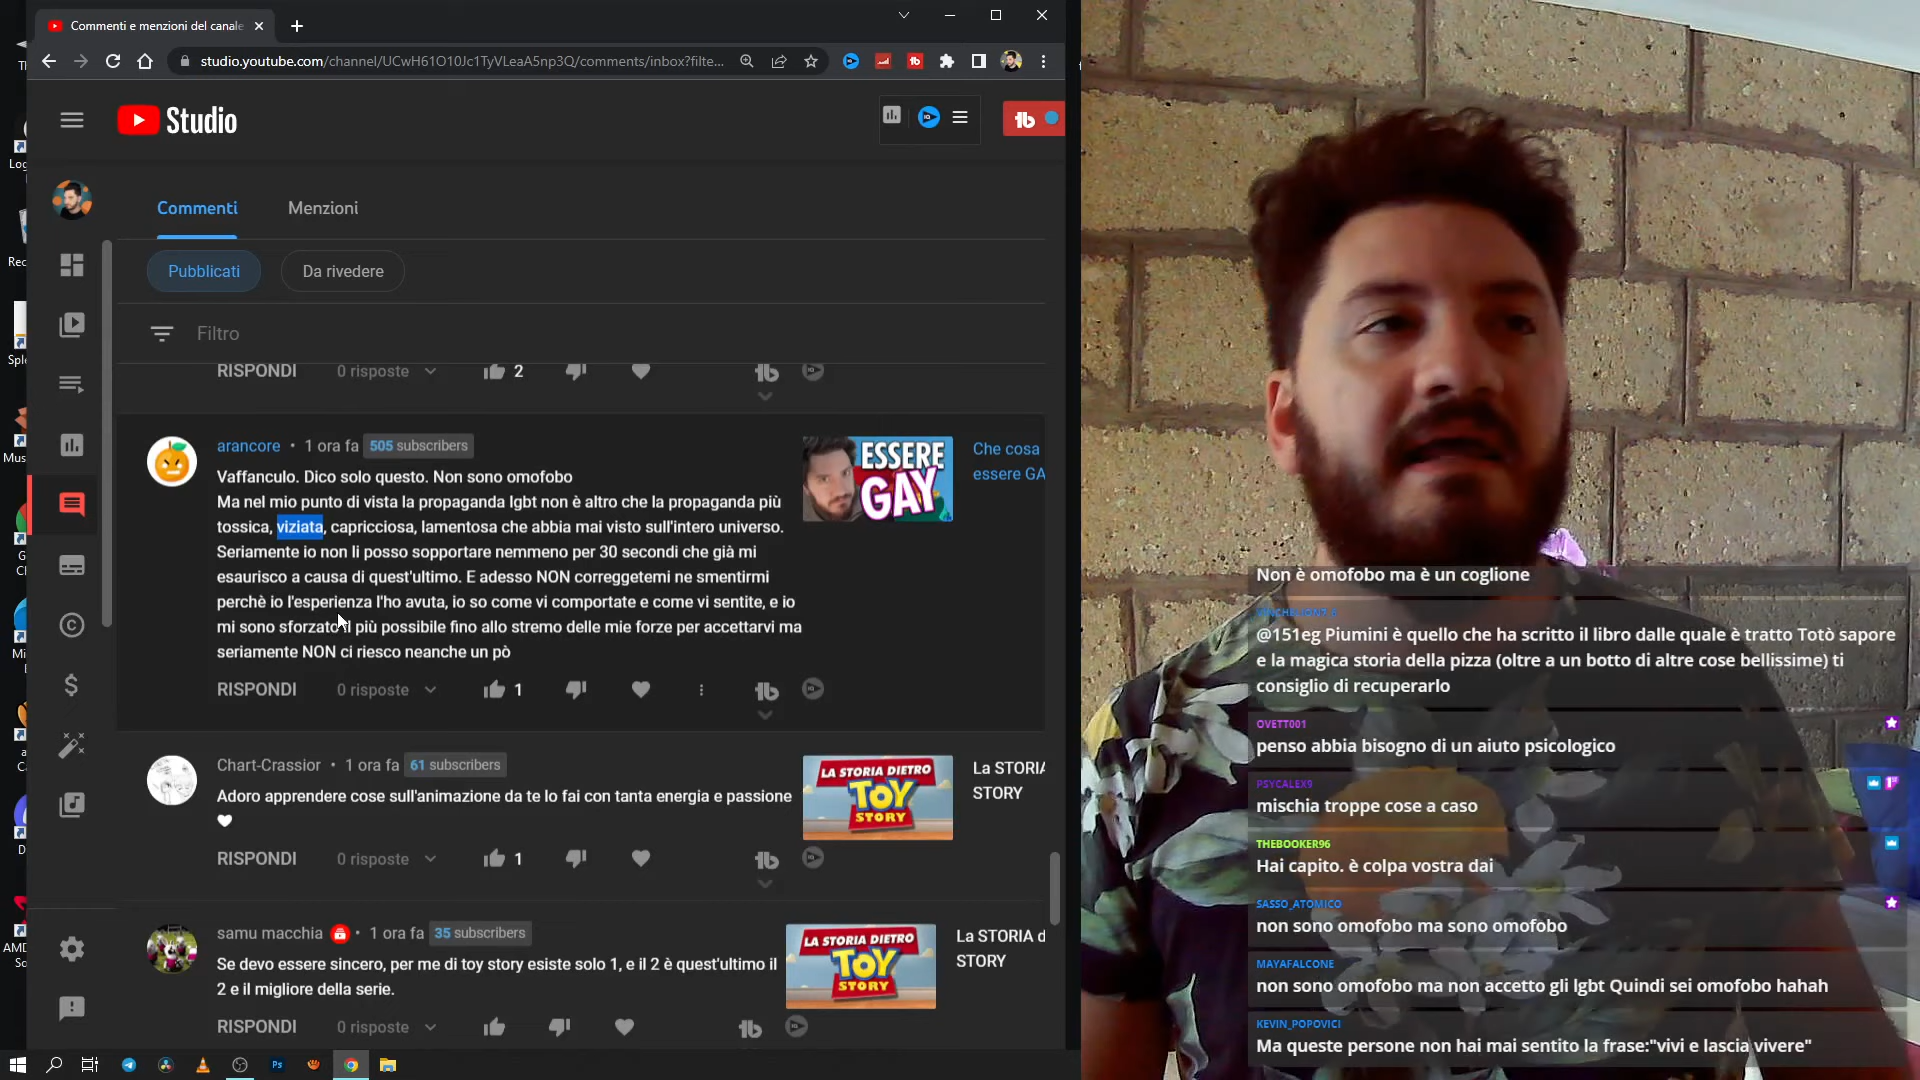 Commenti e menzioni del canale
studio.youtube.com/channel/UCwH61O10Jc1TyVLeaA5np3Q/comments/inbox?filte...
Studio
Commenti
Menzioni
Pubblicati
Da rivedere
Filtro
RISPONDI 0 risposte 2
arancore • 1 ora fa 505 subscribers
Vaffanculo. Dico solo questo. Non sono omofobo
Ma nel mio punto di vista la propaganda lgbt non è altro che la propaganda più
tossica, viziata, capricciosa, lamentosa che abbia mai visto sull'intero universo.
Seriamente io non li posso sopportare nemmeno per 30 secondi che già mi
esaurisco a causa di quest'ultimo. E adesso NON correggetemi ne smentirmi
perchè io l'esperienza l'ho avuta, io so come vi comportate e come vi sentite, e io
mi sono sforzato il più possibile fino allo stremo delle mie forze per accettarvi ma
seriamente NON ci riesco neanche un pò
RISPONDI 0 risposte 1
ESSERE
GAY
Che cosa
essere GA
Chart-Crassior • 1 ora fa 61 subscribers
Adoro apprendere cose sull'animazione da te lo fai con tanta energia e passione
RISPONDI 0 risposte 1
LA STORIA DIETRO
TOY
STORY
La STORIA
STORY
samu macchia • 1 ora fa 35 subscribers
Se devo essere sincero, per me di toy story esiste solo 1, e il 2 è quest'ultimo il
2 e il migliore della serie.
RISPONDI 0 risposte
LA STORIA DIETRO
TOY
STORY
La STORIA d
STORY
Non è omofobo ma è un coglione
@151eg Piumini è quello che ha scritto il libro dalle quale è tratto Totò sapore
e la magica storia della pizza (oltre a un botto di altre cose bellissime) ti
consiglio di recuperarlo
OVETT001
penso abbia bisogno di un aiuto psicologico
PSYCALEX9
mischia troppe cose a caso
THEBOOKER96
Hai capito. è colpa vostra dai
SASSO_ATOMICO
non sono omofobo ma sono omofobo
MAYAFALCONE
non sono omofobo ma non accetto gli lgbt Quindi sei omofobo hahah
KEVIN_POPOVICI
Ma queste persone non hai mai sentito la frase:"vivi e lascia vivere"